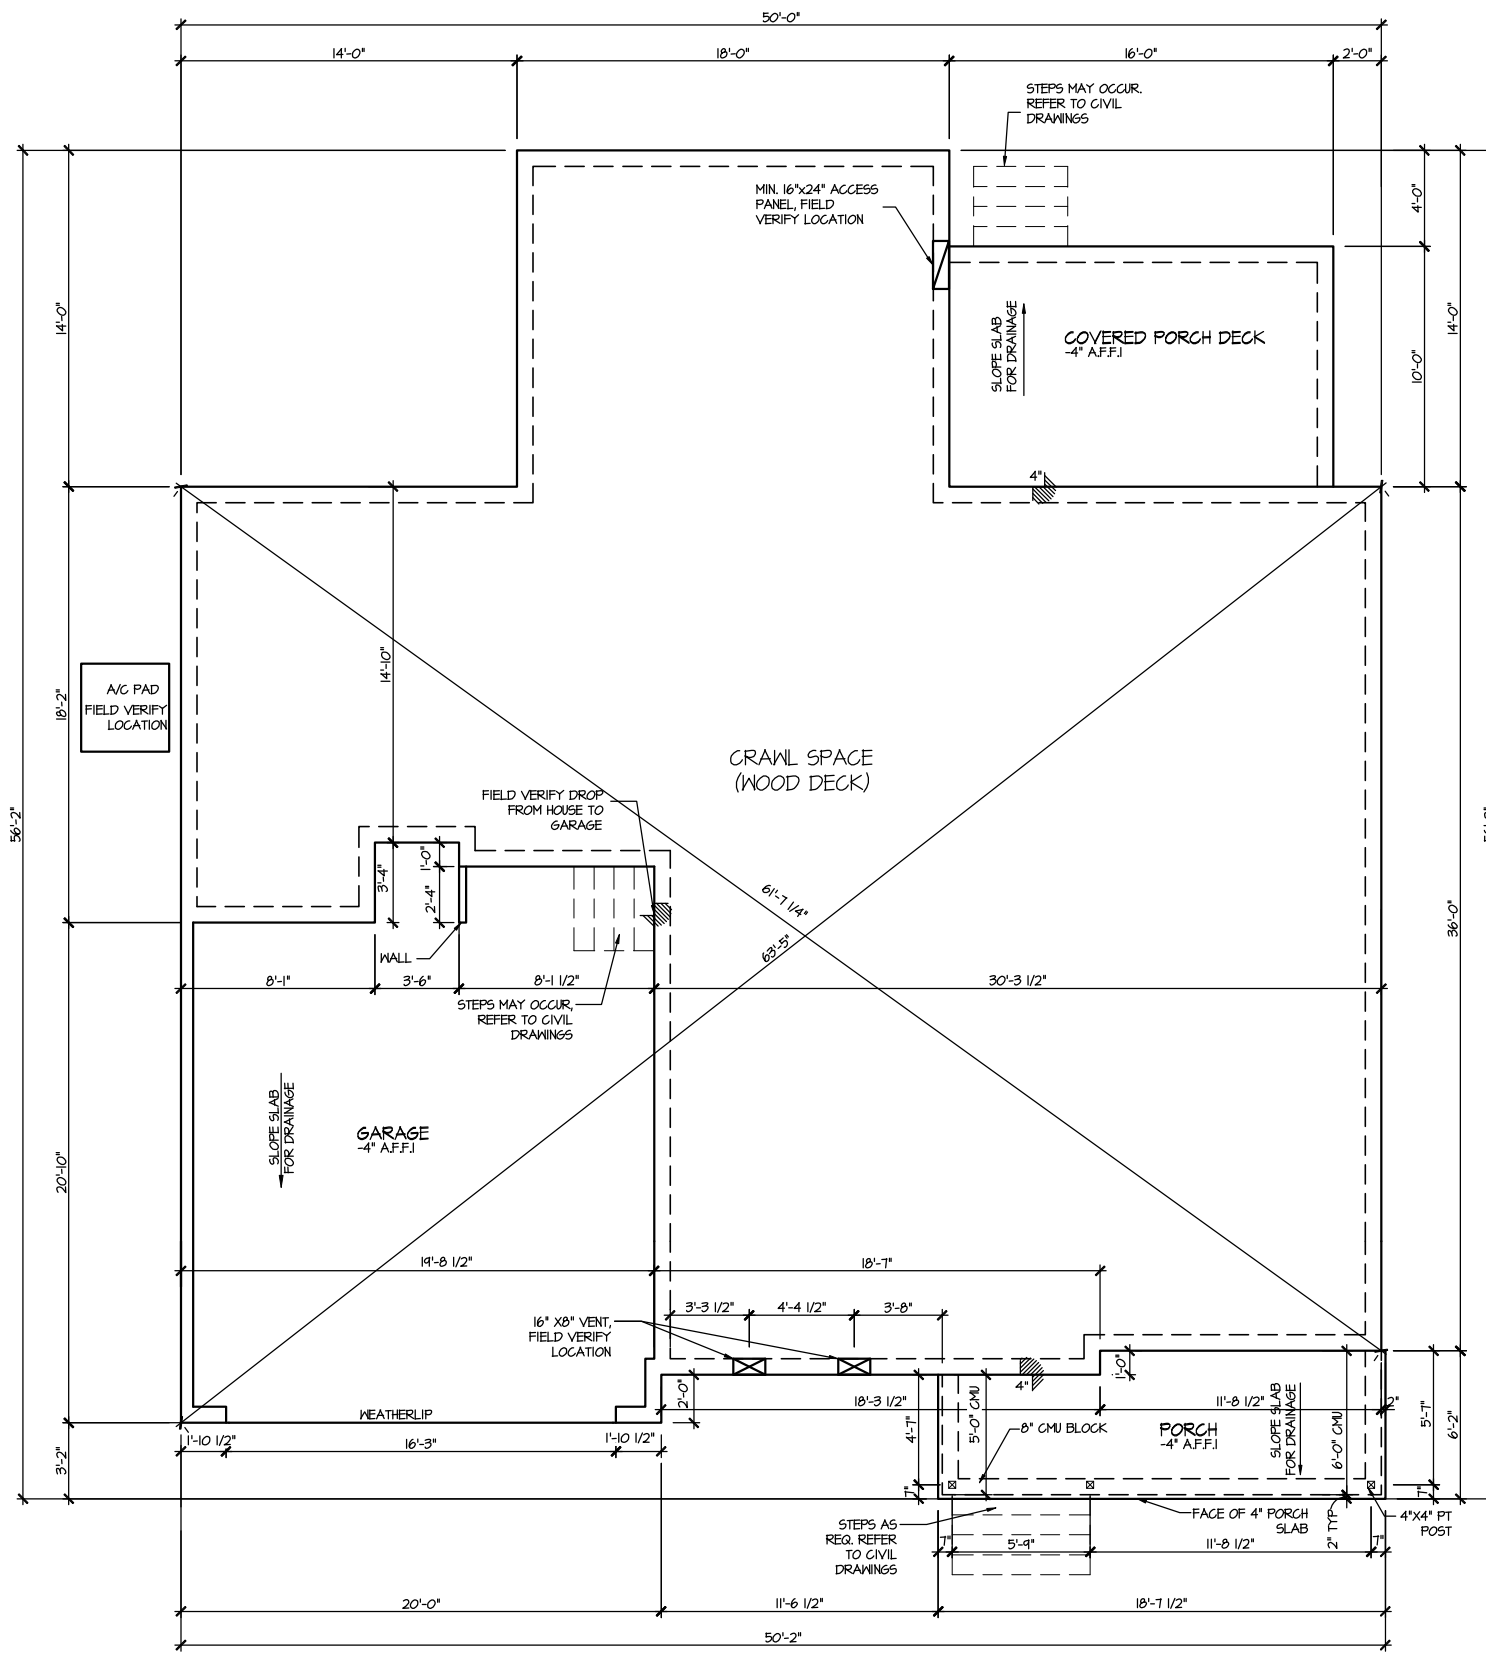 50'-0"
14'-0"
18'-0"
16'-0"
2'-0"
STEPS MAY OCCUR.
REFER TO CIVIL
DRAWINGS
MIN. 16"x24" ACCESS
PANEL, FIELD
VERIFY LOCATION
4'-0"
14'-0"
14'-0"
10'-0"
SLOPE SLAB
FOR DRAINAGE
COVERED PORCH DECK
-4" A.F.F.I
4"
14'-10"
18'-2"
A/C PAD
FIELD VERIFY
LOCATION
56'-2"
CRAWL SPACE
(WOOD DECK)
FIELD VERIFY DROP
FROM HOUSE TO
GARAGE
1'-0"
3'-4"
2'-4"
61'-7 1/4"
63'-5"
36'-0"
WALL
8'-1"
3'-6"
8'-1 1/2"
30'-3 1/2"
STEPS MAY OCCUR,
REFER TO CIVIL
DRAWINGS
SLOPE SLAB
FOR DRAINAGE
GARAGE
-4" A.F.F.I
20'-10"
19'-8 1/2"
18'-7"
3'-3 1/2"
4'-4 1/2"
3'-8"
16" X8" VENT,
FIELD VERIFY
LOCATION
4"
1'-0"
2'-0"
18'-3 1/2"
11'-8 1/2"
2"
WEATHERLIP
4'-7"
5'-0" CMU
8" CMU BLOCK
PORCH
-4" A.F.F.I
SLOPE SLAB
FOR DRAINAGE
6'-0" CMU
5'-7"
6'-2"
1'-10 1/2"
16'-3"
1'-10 1/2"
3'-2"
7"
7"
FACE OF 4" PORCH
SLAB
2" TYP
4"X4" PT
POST
STEPS AS
REQ. REFER
TO CIVIL
DRAWINGS
7"
5'-9"
11'-8 1/2"
7"
20'-0"
11'-6 1/2"
18'-7 1/2"
50'-2"